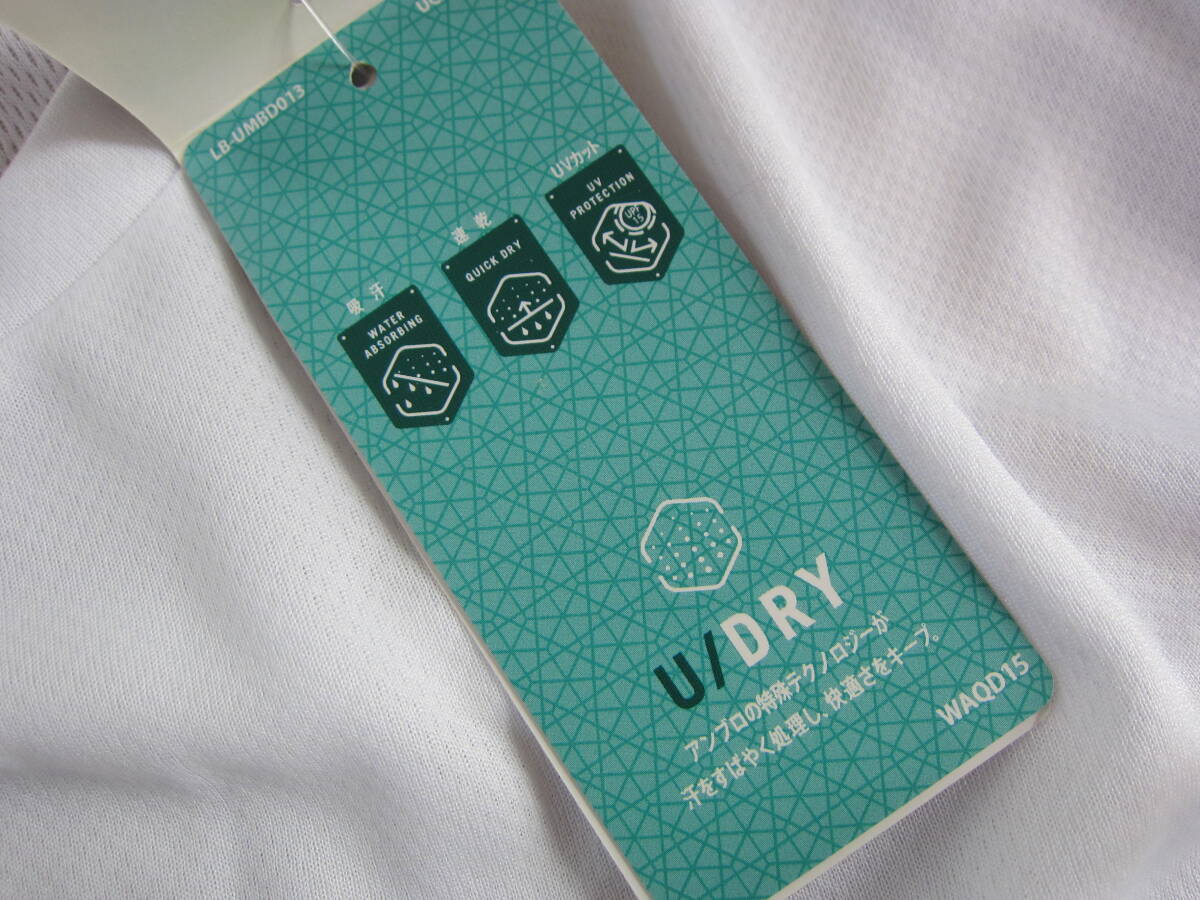 LB-UMBD013
吸汗
WATER
ABSORBING
速乾
QUICK DRY
UVカット
UV
PROTECTION
UPF
15
U/DRY
アンブロの特殊テクノロジーが
汗をすばやく処理し、快適さをキープ。
WAQD15